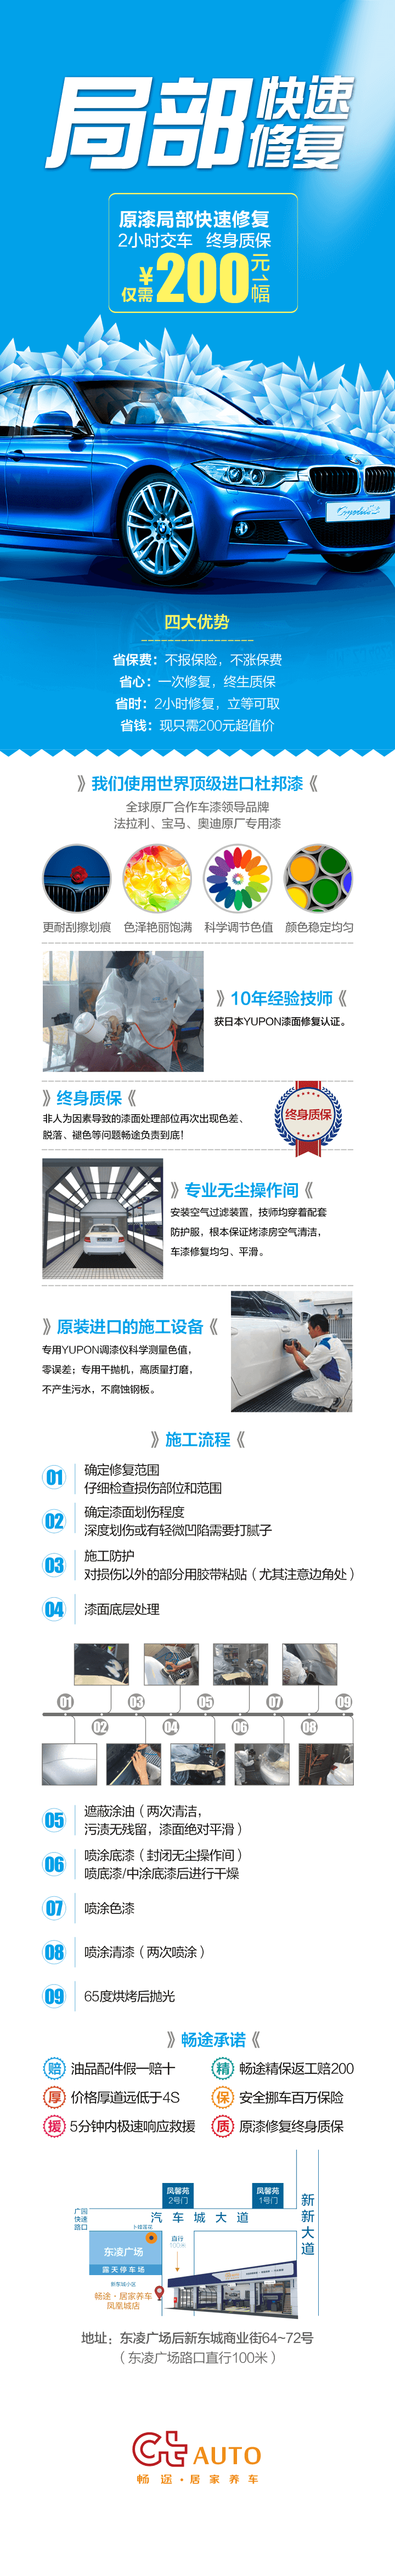 局部
快速
修复
原漆局部快速修复
2小时交车 终身质保
仅需
¥200元/幅
四大优势
省保费：不报保险，不涨保费
省心：一次修复，终生质保
省时：2小时修复，立等可取
省钱：现只需200元超值价
》我们使用世界顶级进口杜邦漆《
全球原厂合作车漆领导品牌
法拉利、宝马、奥迪原厂专用漆
更耐刮擦划痕 色泽艳丽饱满 科学调节色值 颜色稳定均匀
》10年经验技师《
获日本YUPON漆面修复认证。
》终身质保《
非人为因素导致的漆面处理部位再次出现色差、
脱落、褪色等问题畅途负责到底！
终身质保
》专业无尘操作间《
安装空气过滤装置，技师均穿着配套
防护服，根本保证烤漆房空气清洁，
车漆修复均匀、平滑。
》原装进口的施工设备《
专用YUPON调漆仪科学测量色值，
零误差；专用干抛机，高质量打磨，
不产生污水，不腐蚀钢板。
》施工流程《
01 确定修复范围
仔细检查损伤部位和范围
02 确定漆面划伤程度
深度划伤或有轻微凹陷需要打腻子
03 施工防护
对损伤以外的部分用胶带粘贴（尤其注意边角处）
04 漆面底层处理
01 03 05 07 09
02 04 06 08
05 遮蔽涂油（两次清洁，
污渍无残留，漆面绝对平滑）
06 喷涂底漆（封闭无尘操作间）
喷底漆/中涂底漆后进行干燥
07 喷涂色漆
08 喷涂清漆（两次喷涂）
09 65度烘烤后抛光
》畅途承诺《
赔 油品配件假一赔十
精 畅途精保返工赔200
厚 价格厚道远低于4S
保 安全挪车百万保险
援 5分钟内极速响应救援
质 原漆修复终身质保
凤馨苑
2号门
凤馨苑
1号门
广园
快速
路口
汽车城大道
新新大道
东凌广场
露天停车场
直行
100米
新东城小区
畅途·居家养车
凤凰城店
地址：东凌广场后新东城商业街64~72号
（东凌广场路口直行100米）
Ct AUTO
畅途·居家养车